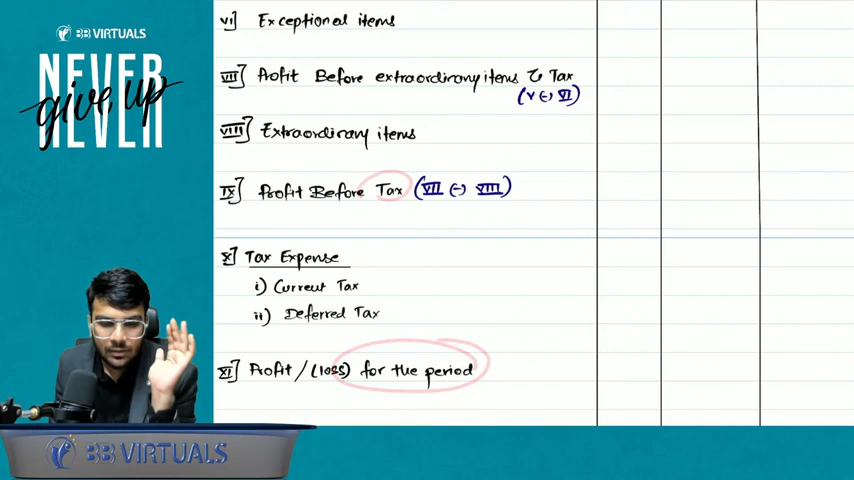 BB VIRTUALS
NEVER
give up
NEVER
VI] Exceptional items
VII] Profit Before extraordinary items & Tax
(V (-) VI)
VIII] Extraordinary items
IX] Profit Before Tax (VII (-) VIII)
X] Tax Expense
i) Current Tax
ii) Deferred Tax
XI] Profit / (loss) for the period
BB VIRTUALS